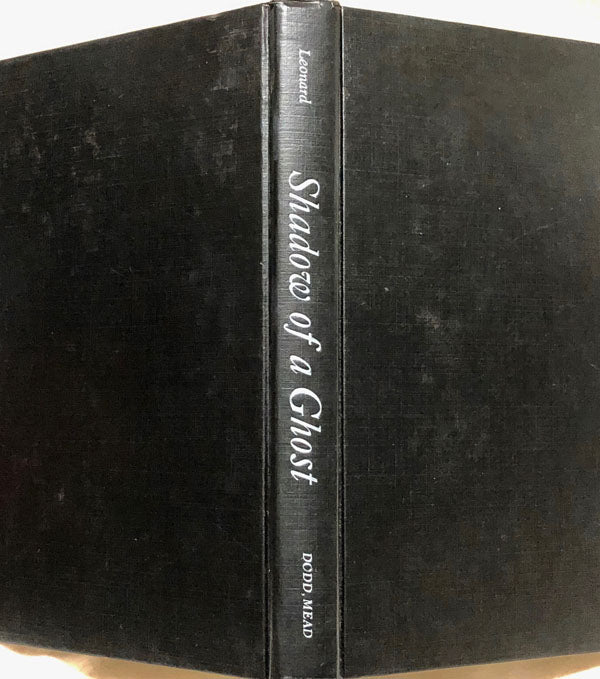 Leonard
Shadow of a Ghost
DODD, MEAD